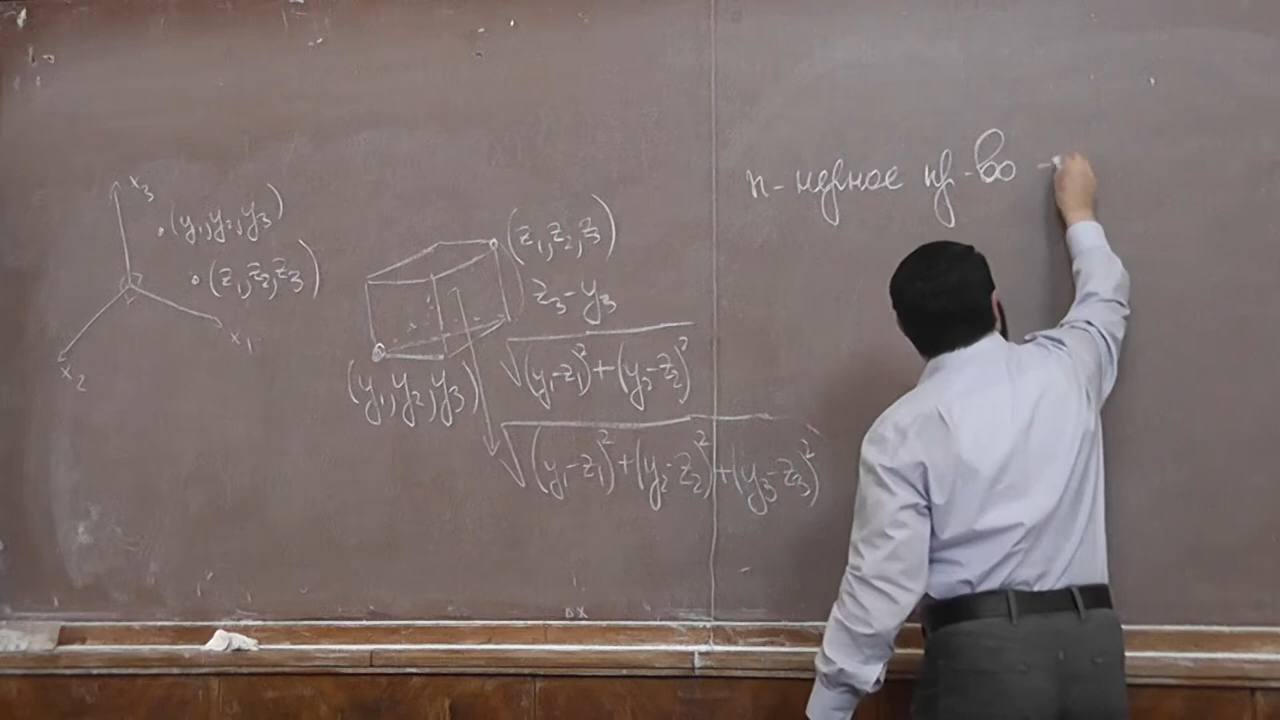 x₃
(y₁,y₂,y₃)
(z₁,z₂,z₃)
x₁
x₂
(z₁,z₂,z₃)
z₃-y₃
(y₁,y₂,y₃)
√(y₁-z₁)²+(y₂-z₂)²
√(y₁-z₁)²+(y₂-z₂)²+(y₃-z₃)²
n-мерное пр-во -
Δx